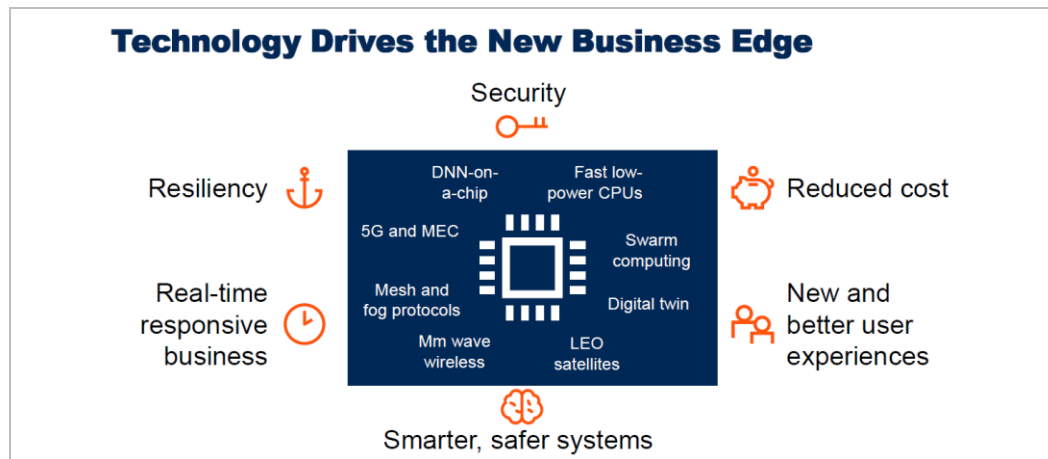 Technology Drives the New Business Edge
Security
Resiliency
Real-time
responsive
business
DNN-on-
a-chip
Fast low-
power CPUs
5G and MEC
Swarm
computing
Mesh and
fog protocols
Digital twin
Mm wave
wireless
LEO
satellites
Reduced cost
New and
better user
experiences
Smarter, safer systems